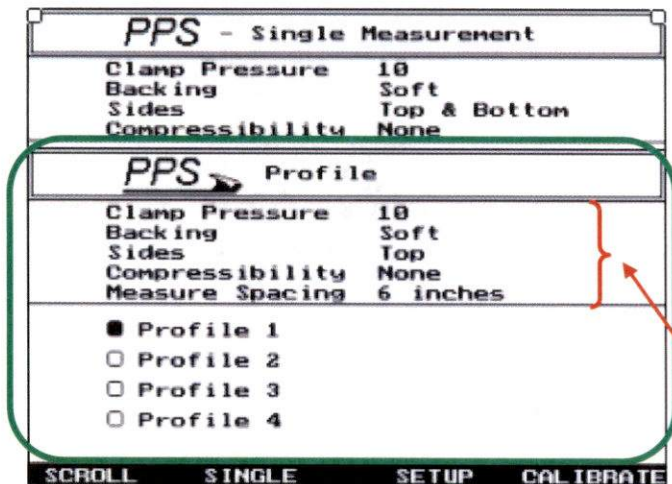 PPS - Single Measurement
Clamp Pressure 10
Backing Soft
Sides Top & Bottom
Compressibility None
PPS Profile
Clamp Pressure 10
Backing Soft
Sides Top
Compressibility None
Measure Spacing 6 inches
Profile 1
Profile 2
Profile 3
Profile 4
SCROLL SINGLE SETUP CALIBRATE